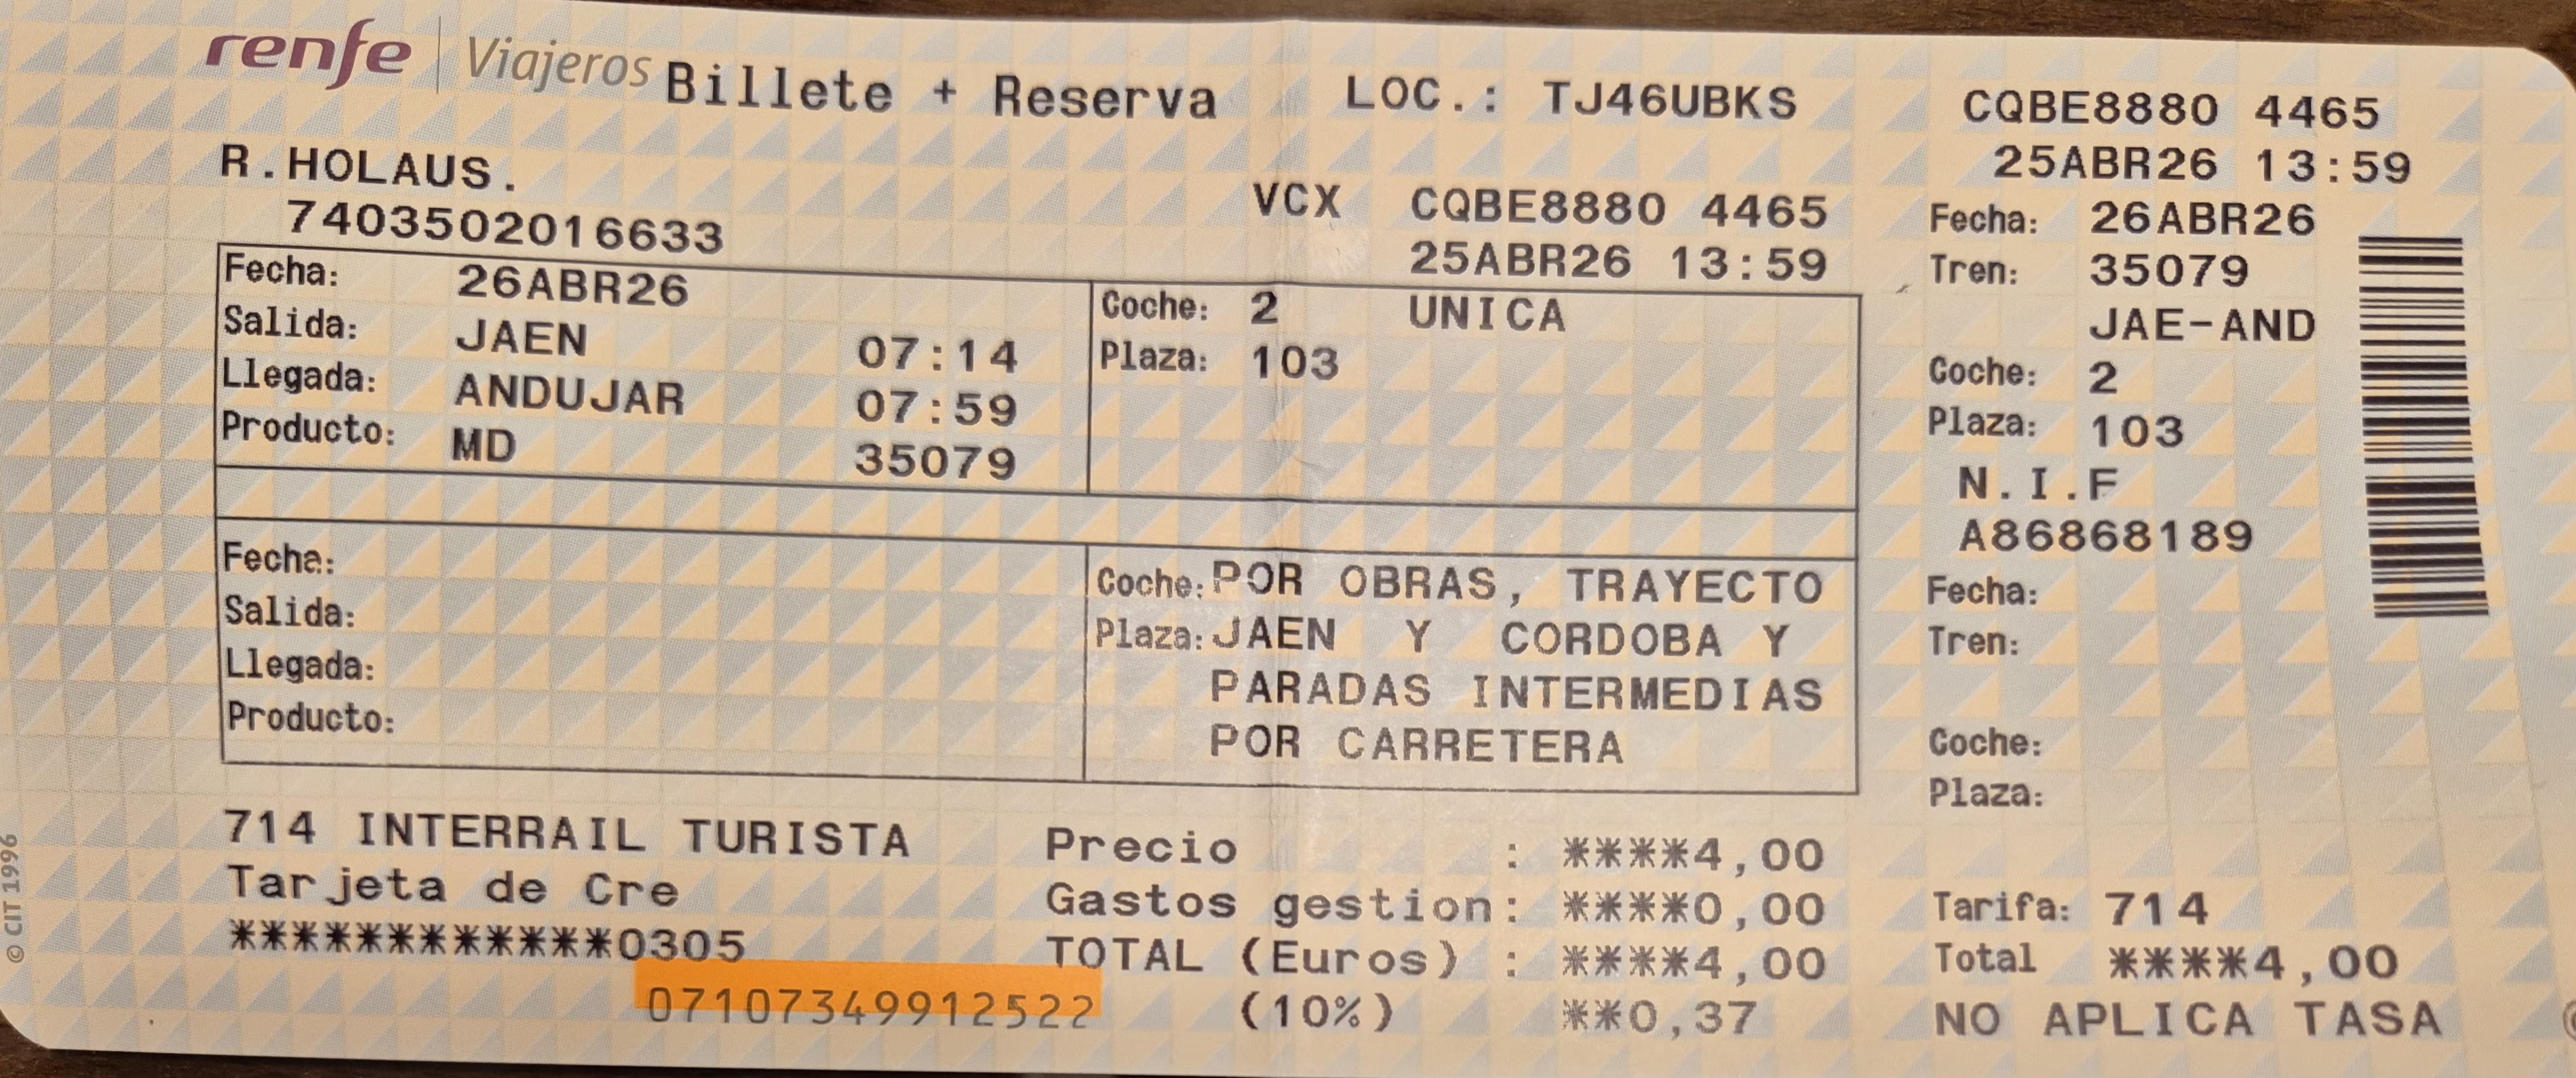 renfe | Viajeros Billete + Reserva LOC.: TJ46UBKS
R.HOLAUS.
7403502016633
VCX CQBE8880 4465
25ABR26 13:59
Fecha: 26ABR26
Salida: JAEN 07:14
Llegada: ANDUJAR 07:59
Producto: MD 35079
Coche: 2 UNICA
Plaza: 103
Fecha:
Salida:
Llegada:
Producto:
Coche: POR OBRAS, TRAYECTO
Plaza: JAEN Y CORDOBA Y
PARADAS INTERMEDIAS
POR CARRETERA
714 INTERRAIL TURISTA
Tarjeta de Cre
************0305
07107349912522
Precio : ****4,00
Gastos gestion: ****0,00
TOTAL (Euros) : ****4,00
(10%) **0,37
CQBE8880 4465
25ABR26 13:59
Fecha: 26ABR26
Tren: 35079
JAE-AND
Coche: 2
Plaza: 103
N.I.F
A86868189
Fecha:
Tren:
Coche:
Plaza:
Tarifa: 714
Total ****4,00
NO APLICA TASA
© CIT 1996